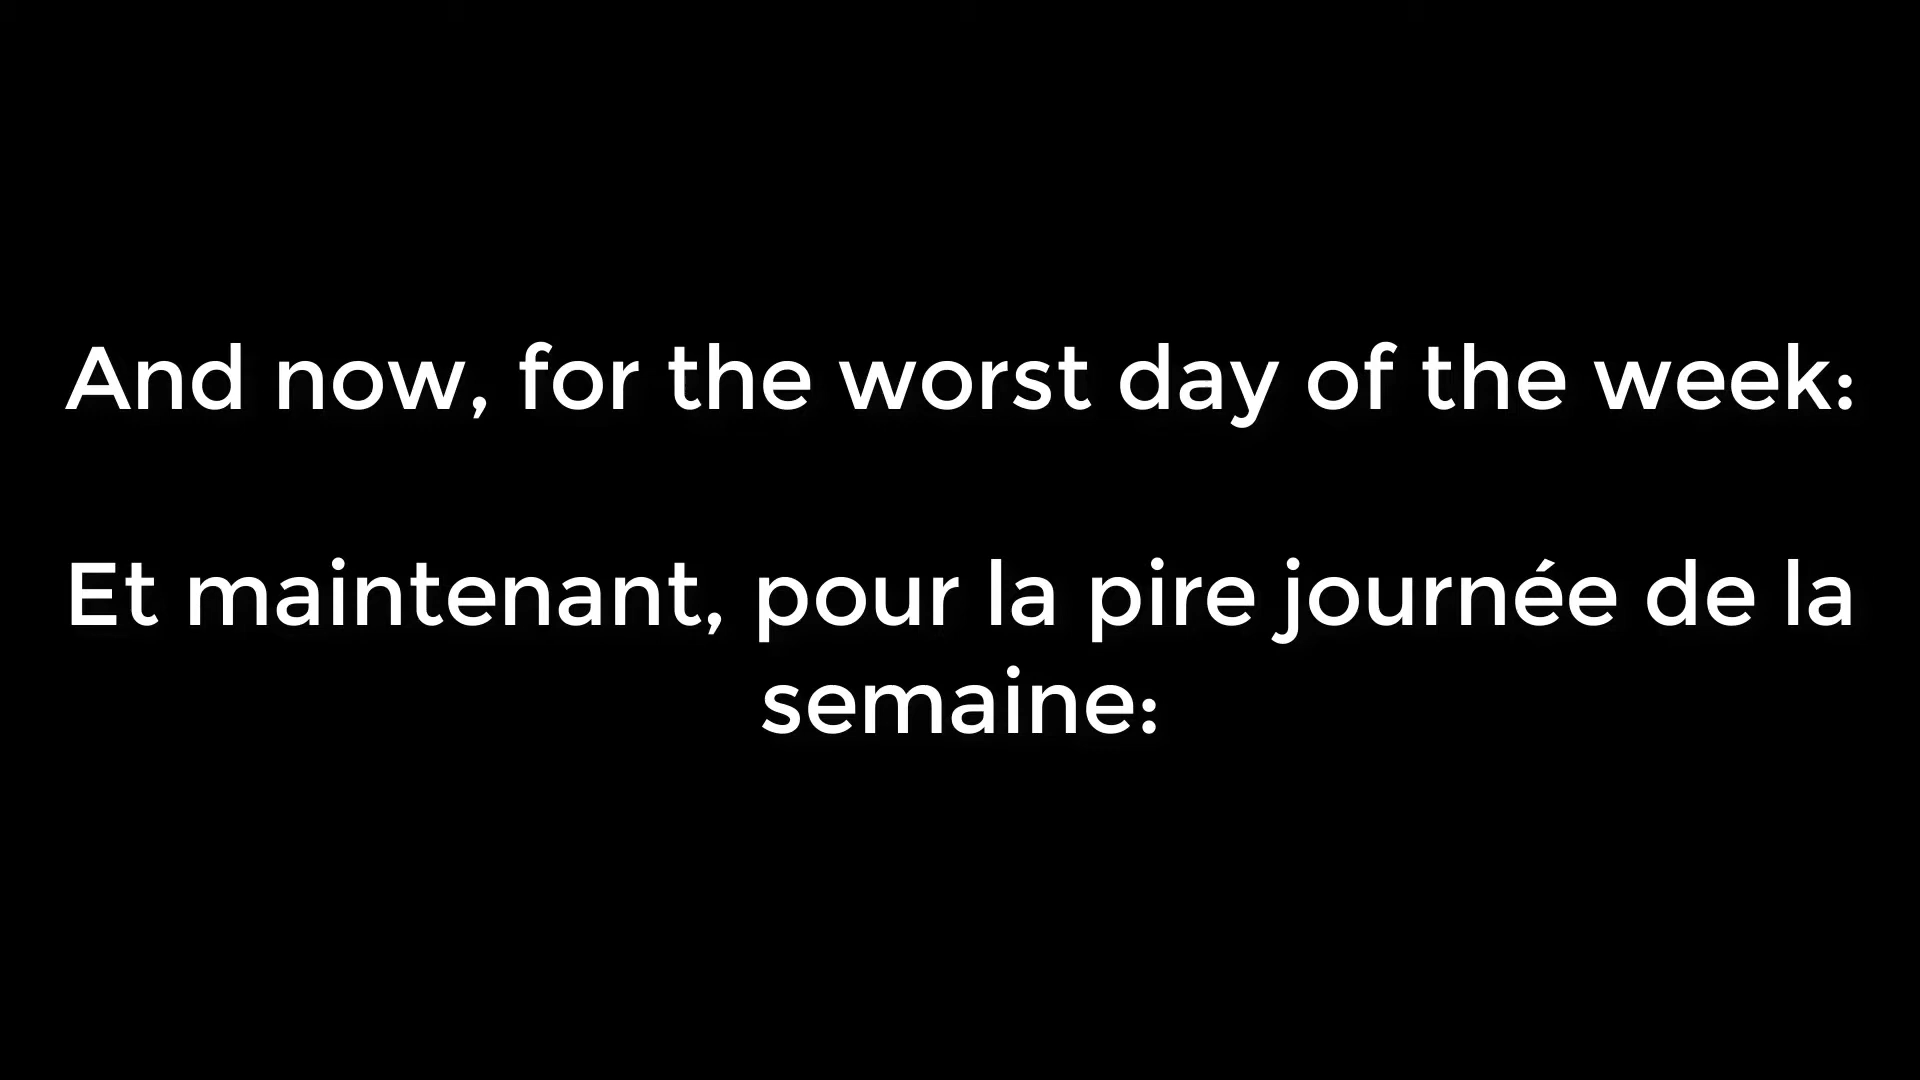 And now, for the worst day of the week:
Et maintenant, pour la pire journée de la
semaine: